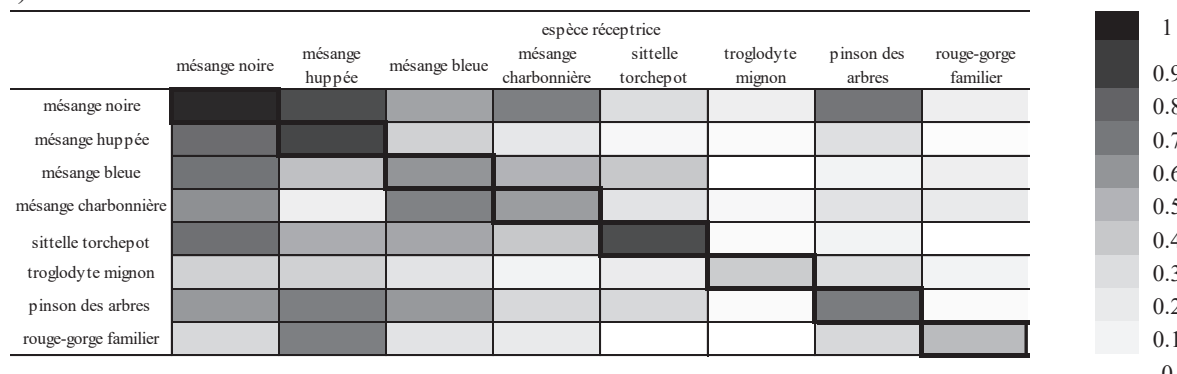 espèce réceptrice
mésange noire
mésange huppée
mésange bleue
mésange charbonnière
sittelle torchepot
troglodyte mignon
pinson des arbres
rouge-gorge familier
mésange noire
mésange huppée
mésange bleue
mésange charbonnière
sittelle torchepot
troglodyte mignon
pinson des arbres
rouge-gorge familier
1
0.9
0.8
0.7
0.6
0.5
0.4
0.3
0.2
0.1
0